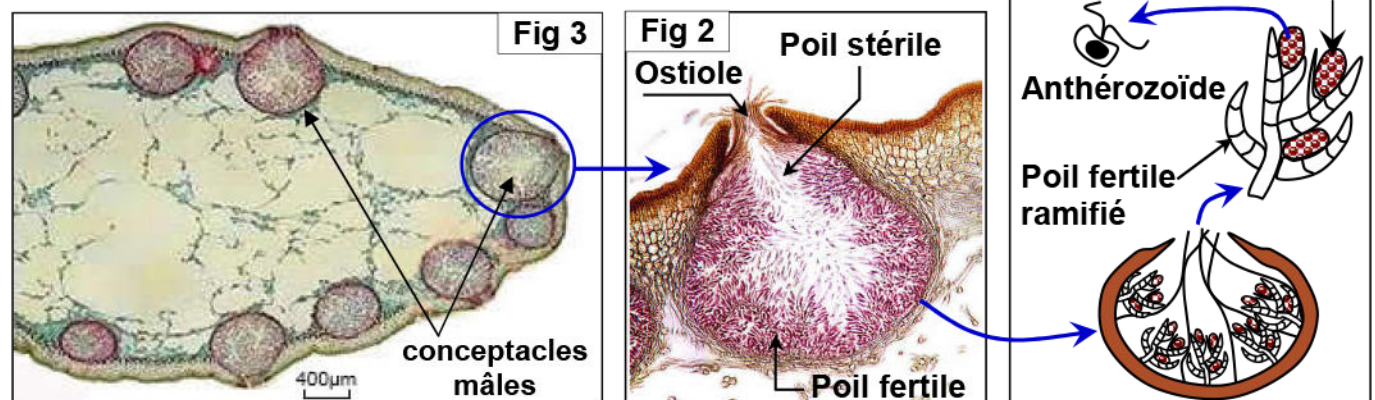 Fig 3
conceptacles
mâles
400µm
Fig 2
Poil stérile
Ostiole
Poil fertile
Anthérozoïde
Poil fertile
ramifié